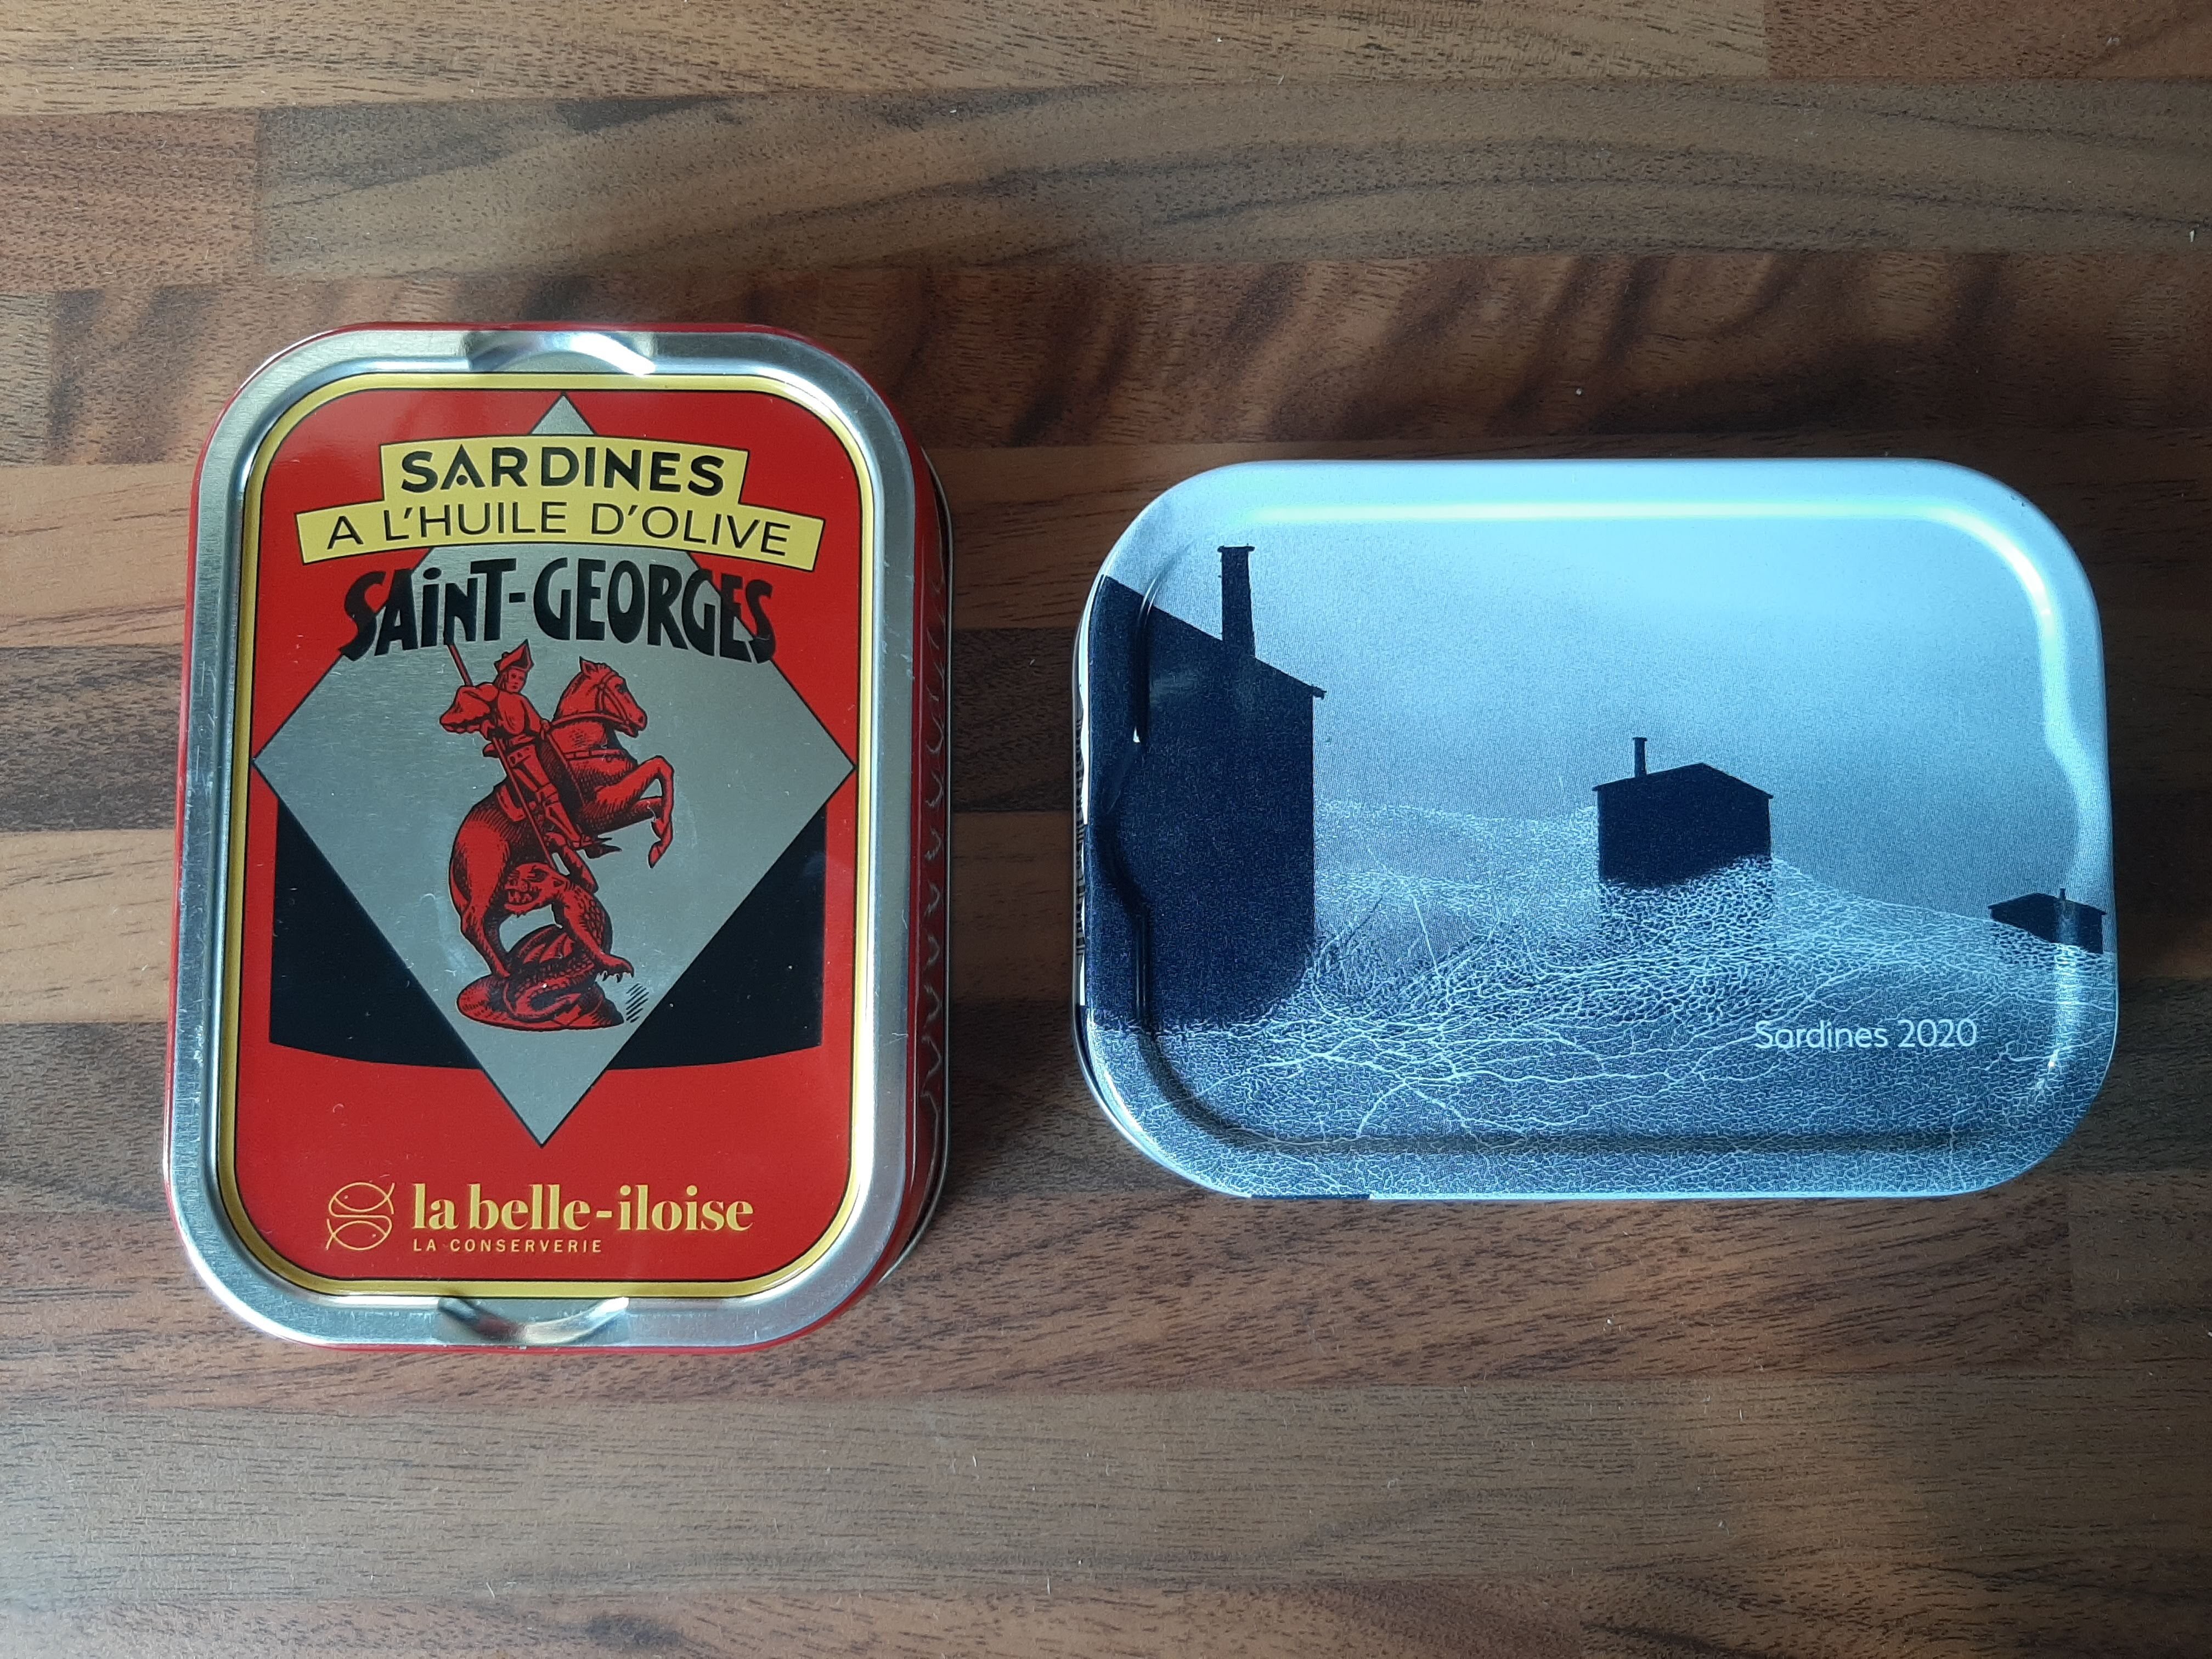 SARDINES
A L'HUILE D'OLIVE
SAiNT-GEORGES
la belle-iloise
LA CONSERVERIE
Sardines 2020